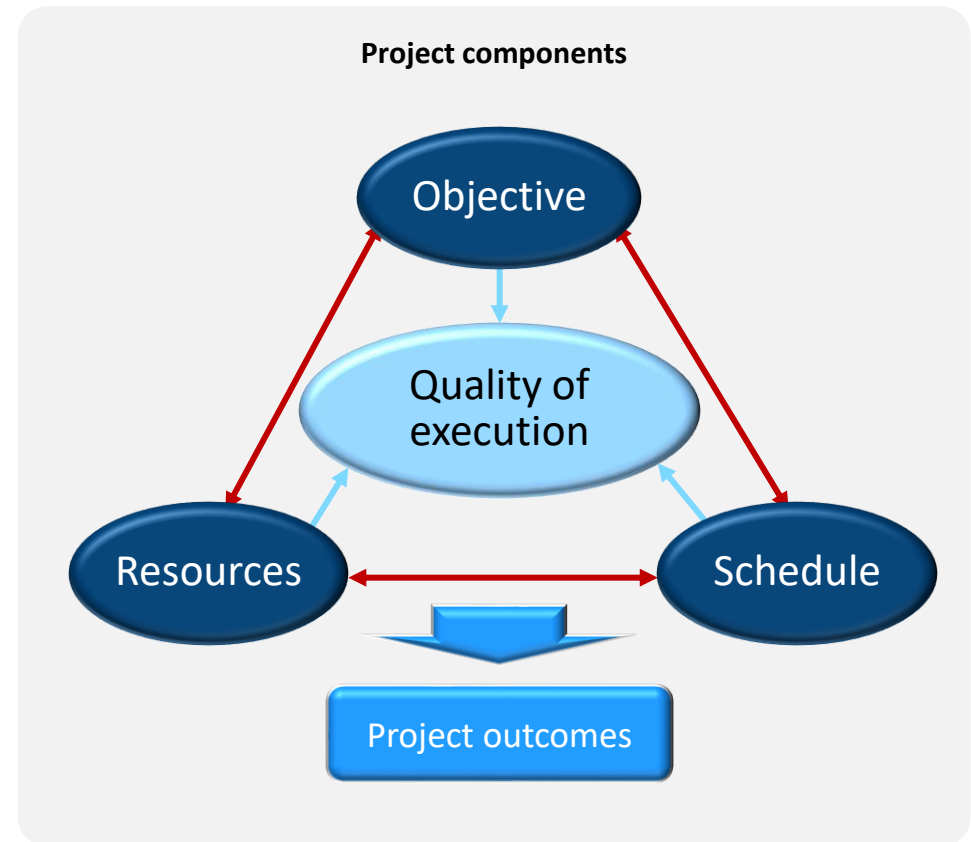 Project components
Objective
Quality of
execution
Resources
Schedule
Project outcomes